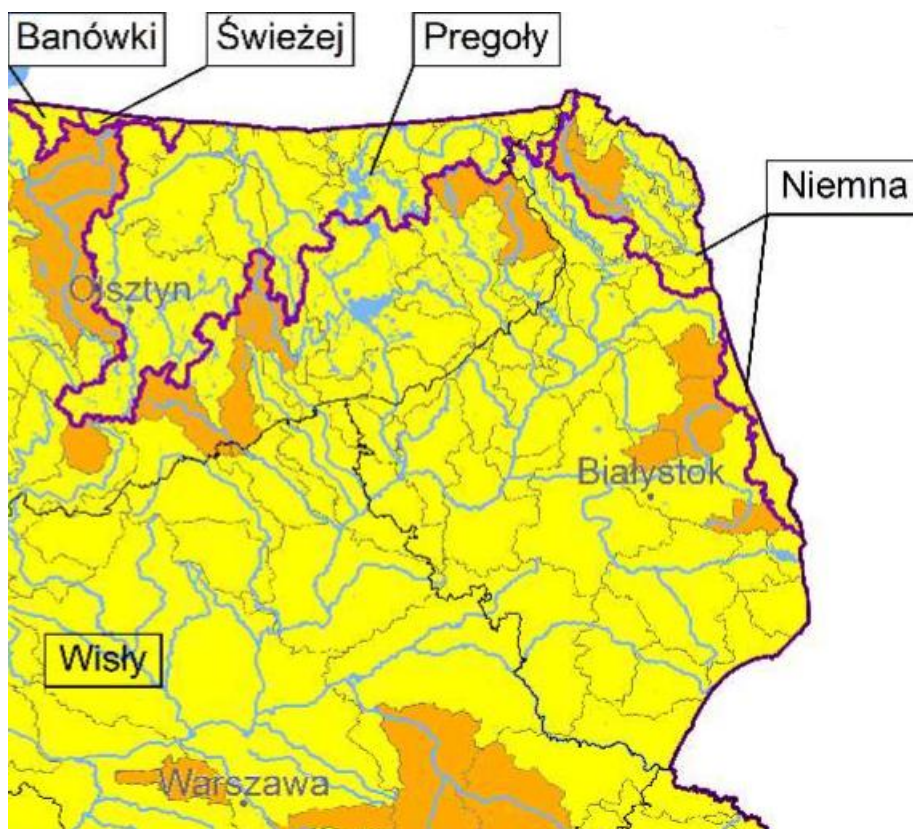 Banówki
Świeżej
Pregoły
Niemna
Olsztyn
Białystok
Wisły
Warszawa